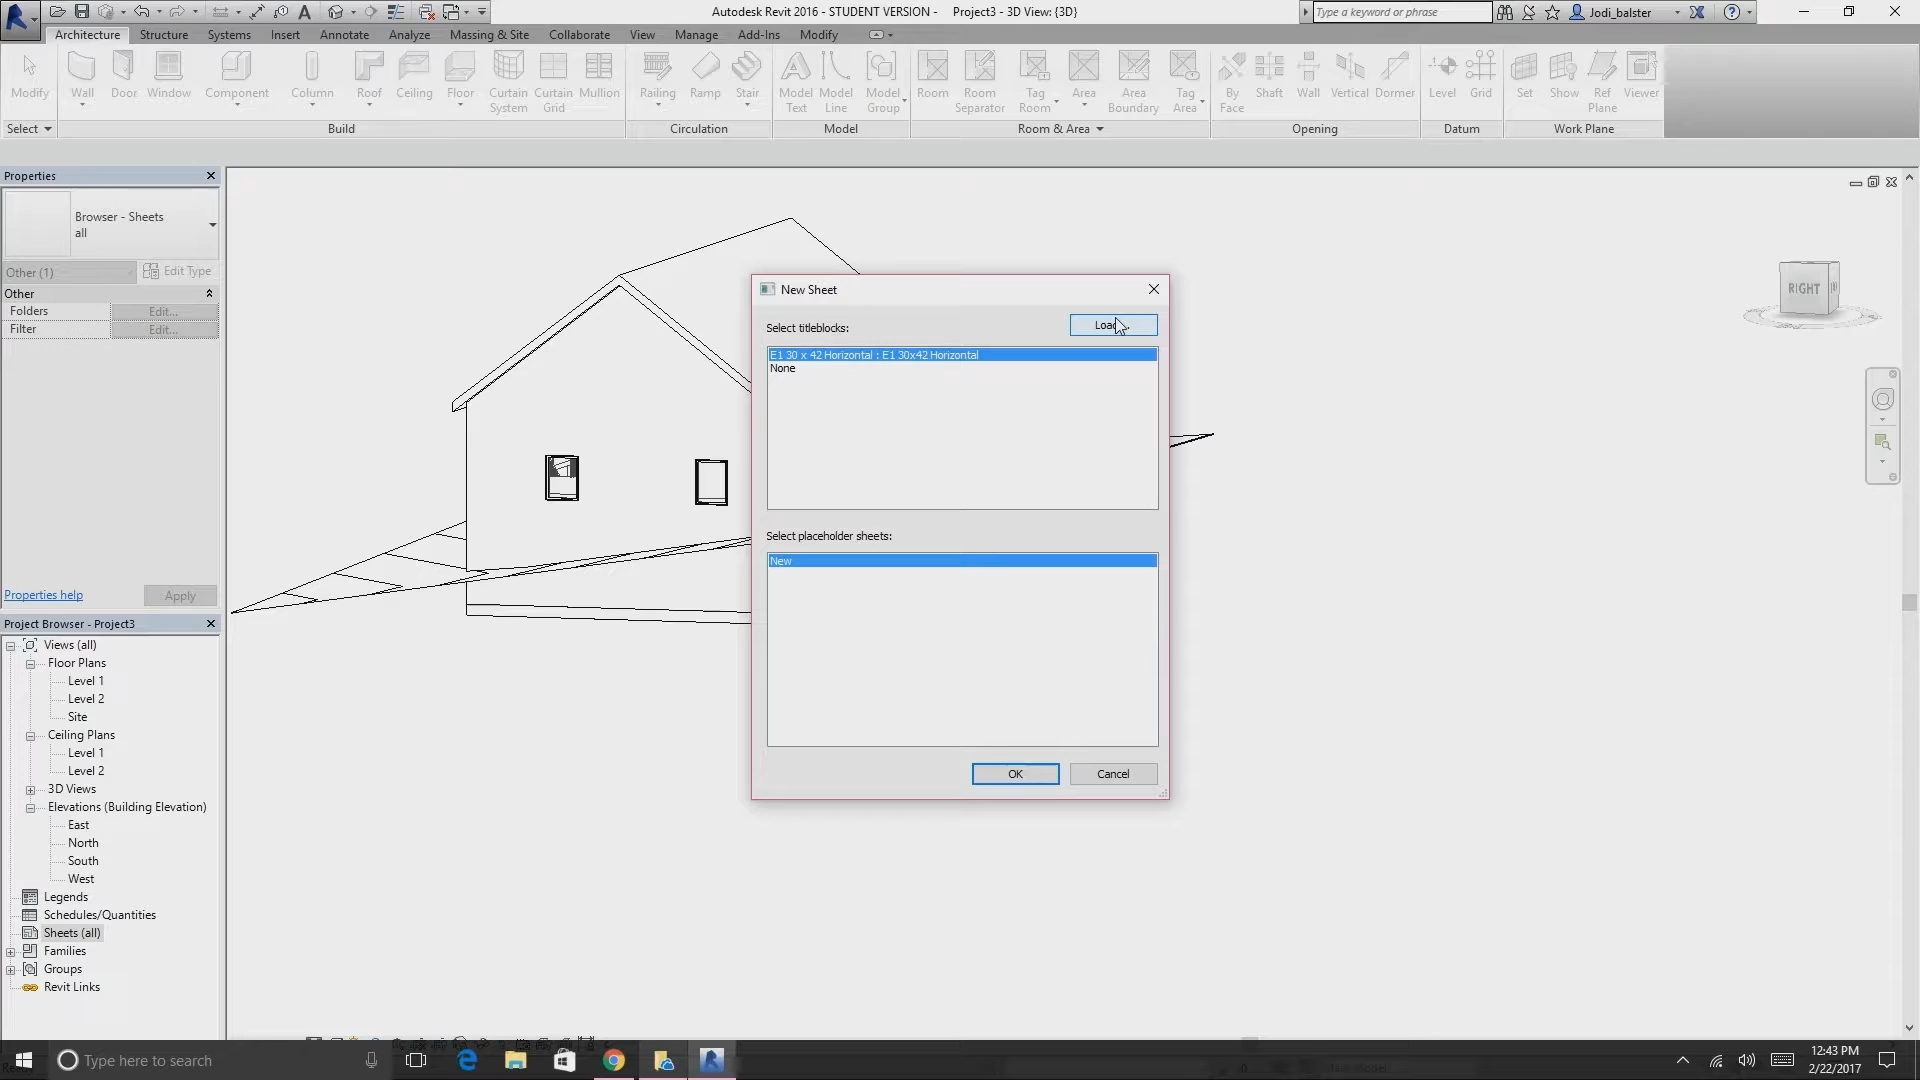 Autodesk Revit 2016 - STUDENT VERSION - Project3 - 3D View: {3D}
Type a keyword or phrase
Jodi_balster
Architecture Structure Systems Insert Annotate Analyze Massing & Site Collaborate View Manage Add-Ins Modify
Modify Wall Door Window Component Column Roof Ceiling Floor Curtain System Curtain Grid Mullion Railing Ramp Stair Model Text Model Line Model Group Room Room Separator Tag Room Area Area Boundary Tag Area By Face Shaft Wall Vertical Dormer Level Grid Set Show Ref Plane Viewer
Select Build Circulation Model Room & Area Opening Datum Work Plane
Properties
Browser - Sheets
all
Other (1) Edit Type
Other
Folders Edit...
Filter Edit...
Properties help Apply
Project Browser - Project3
Views (all)
Floor Plans
Level 1
Level 2
Site
Ceiling Plans
Level 1
Level 2
3D Views
Elevations (Building Elevation)
East
North
South
West
Legends
Schedules/Quantities
Sheets (all)
Families
Groups
Revit Links
New Sheet
Select titleblocks:
E1 30 x 42 Horizontal : E1 30x42 Horizontal
None
Select placeholder sheets:
New
OK Cancel
RIGHT
Type here to search
12:43 PM
2/22/2017